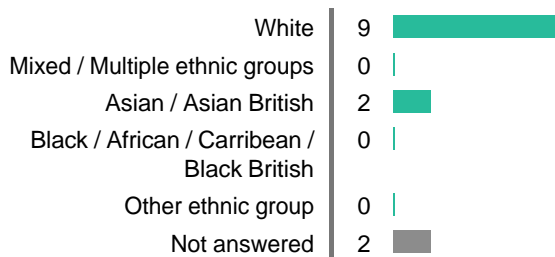 White 9
Mixed / Multiple ethnic groups 0
Asian / Asian British 2
Black / African / Carribean / 0
Black British
Other ethnic group 0
Not answered 2